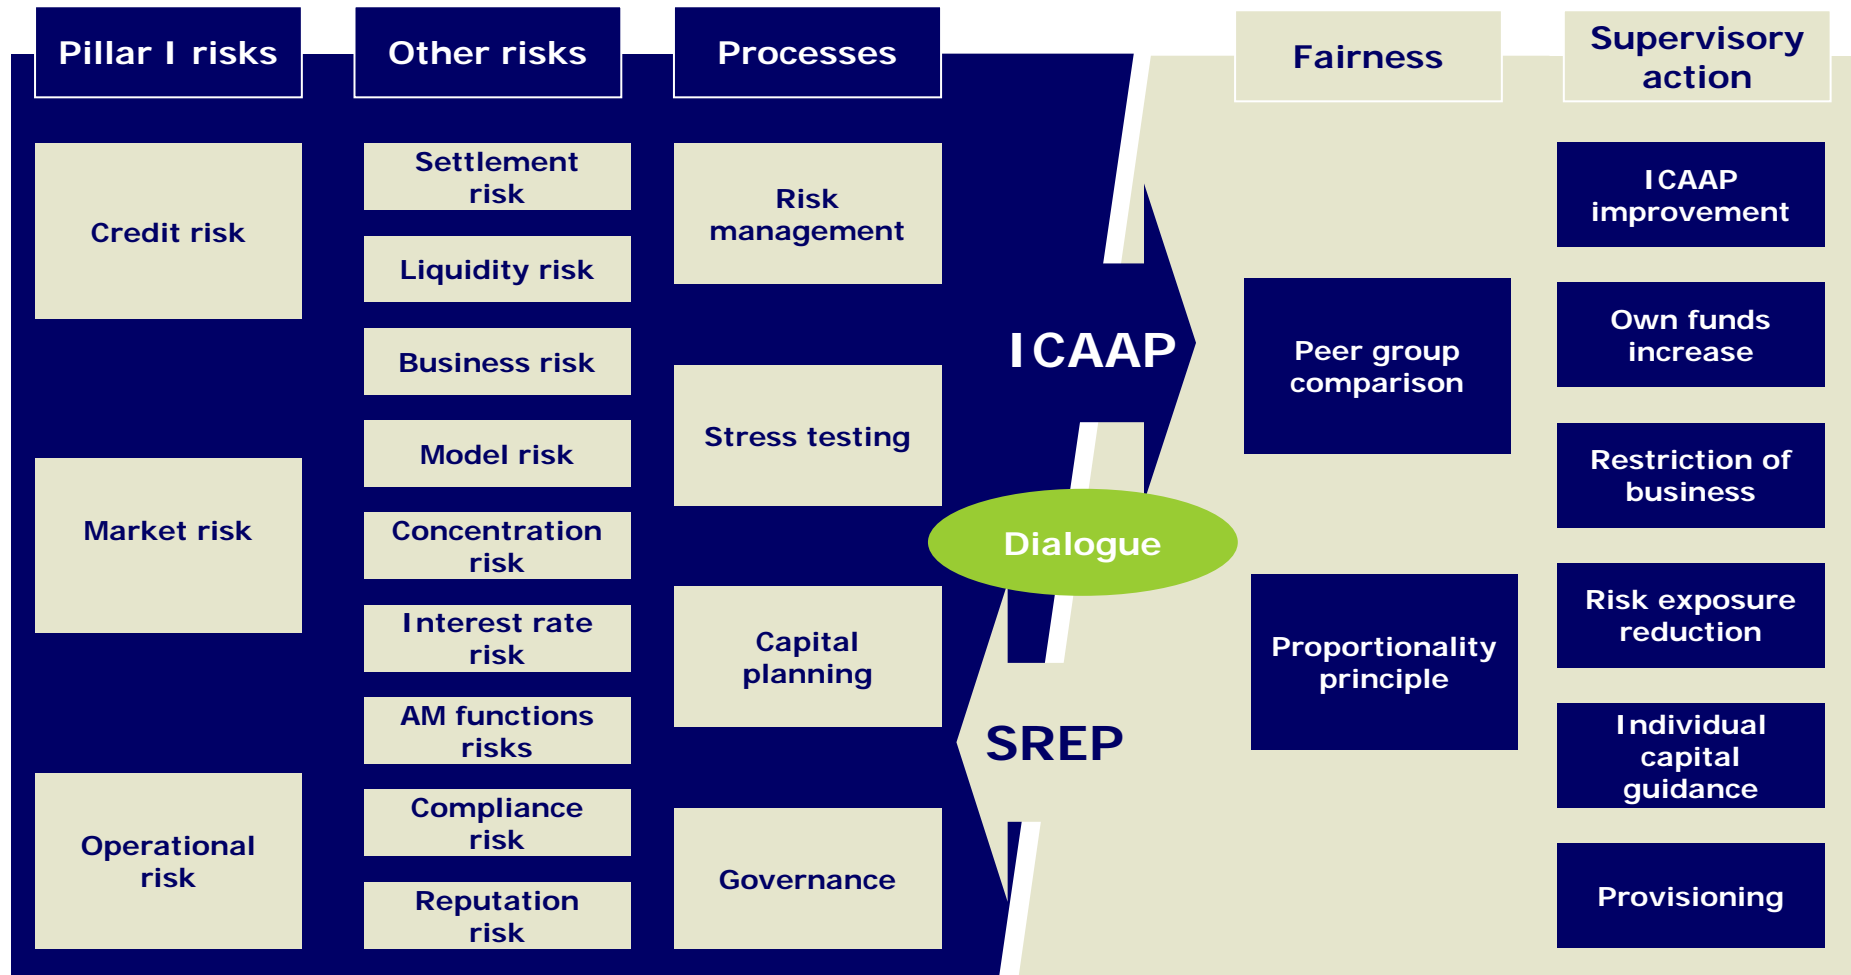 Pillar I risks
Credit risk
Market risk
Operational
risk
Other risks
Settlement
risk
Liquidity risk
Business risk
Model risk
Concentration
risk
Interest rate
risk
AM functions
risks
Compliance
risk
Reputation
risk
Processes
Risk
management
Stress testing
Capital
planning
Governance
ICAAP
Dialogue
SREP
Fairness
Peer group
comparison
Proportionality
principle
Supervisory
action
ICAAP
improvement
Own funds
increase
Restriction of
business
Risk exposure
reduction
Individual
capital
guidance
Provisioning